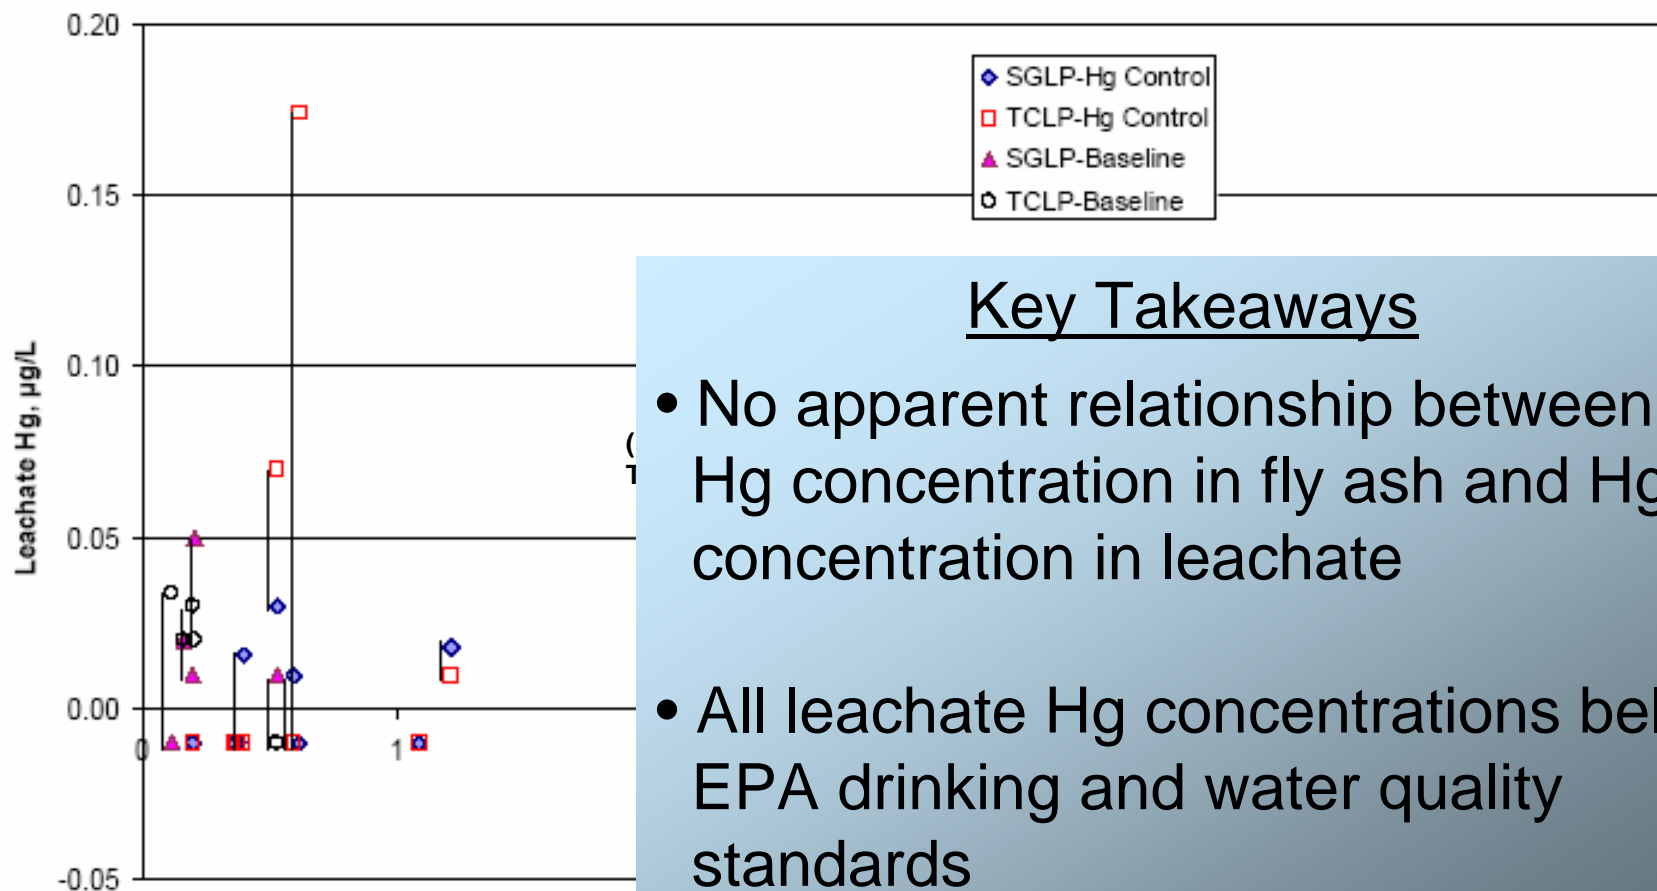 0.20
SGLP-Hg Control
TCLP-Hg Control
SGLP-Baseline
TCLP-Baseline
0.15
0.10
0.05
0.00
-0.05
Leachate Hg, µg/L
0
1
(
T
Key Takeaways
• No apparent relationship between
Hg concentration in fly ash and Hg
concentration in leachate
• All leachate Hg concentrations bel
EPA drinking and water quality
standards